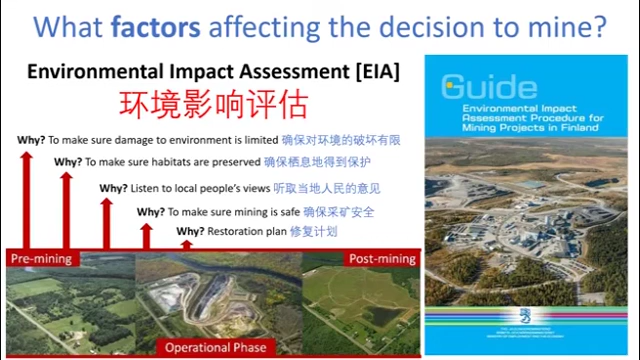 What factors affecting the decision to mine?
Environmental Impact Assessment [EIA]
环境影响评估
Why? To make sure damage to environment is limited 确保对环境的破坏有限
Why? To make sure habitats are preserved 确保栖息地得到保护
Why? Listen to local people's views 听取当地人民的意见
Why? To make sure mining is safe 确保采矿安全
Why? Restoration plan 修复计划
Pre-mining
Operational Phase
Post-mining
Guide
Environmental Impact
Assessment Procedure for
Mining Projects in Finland